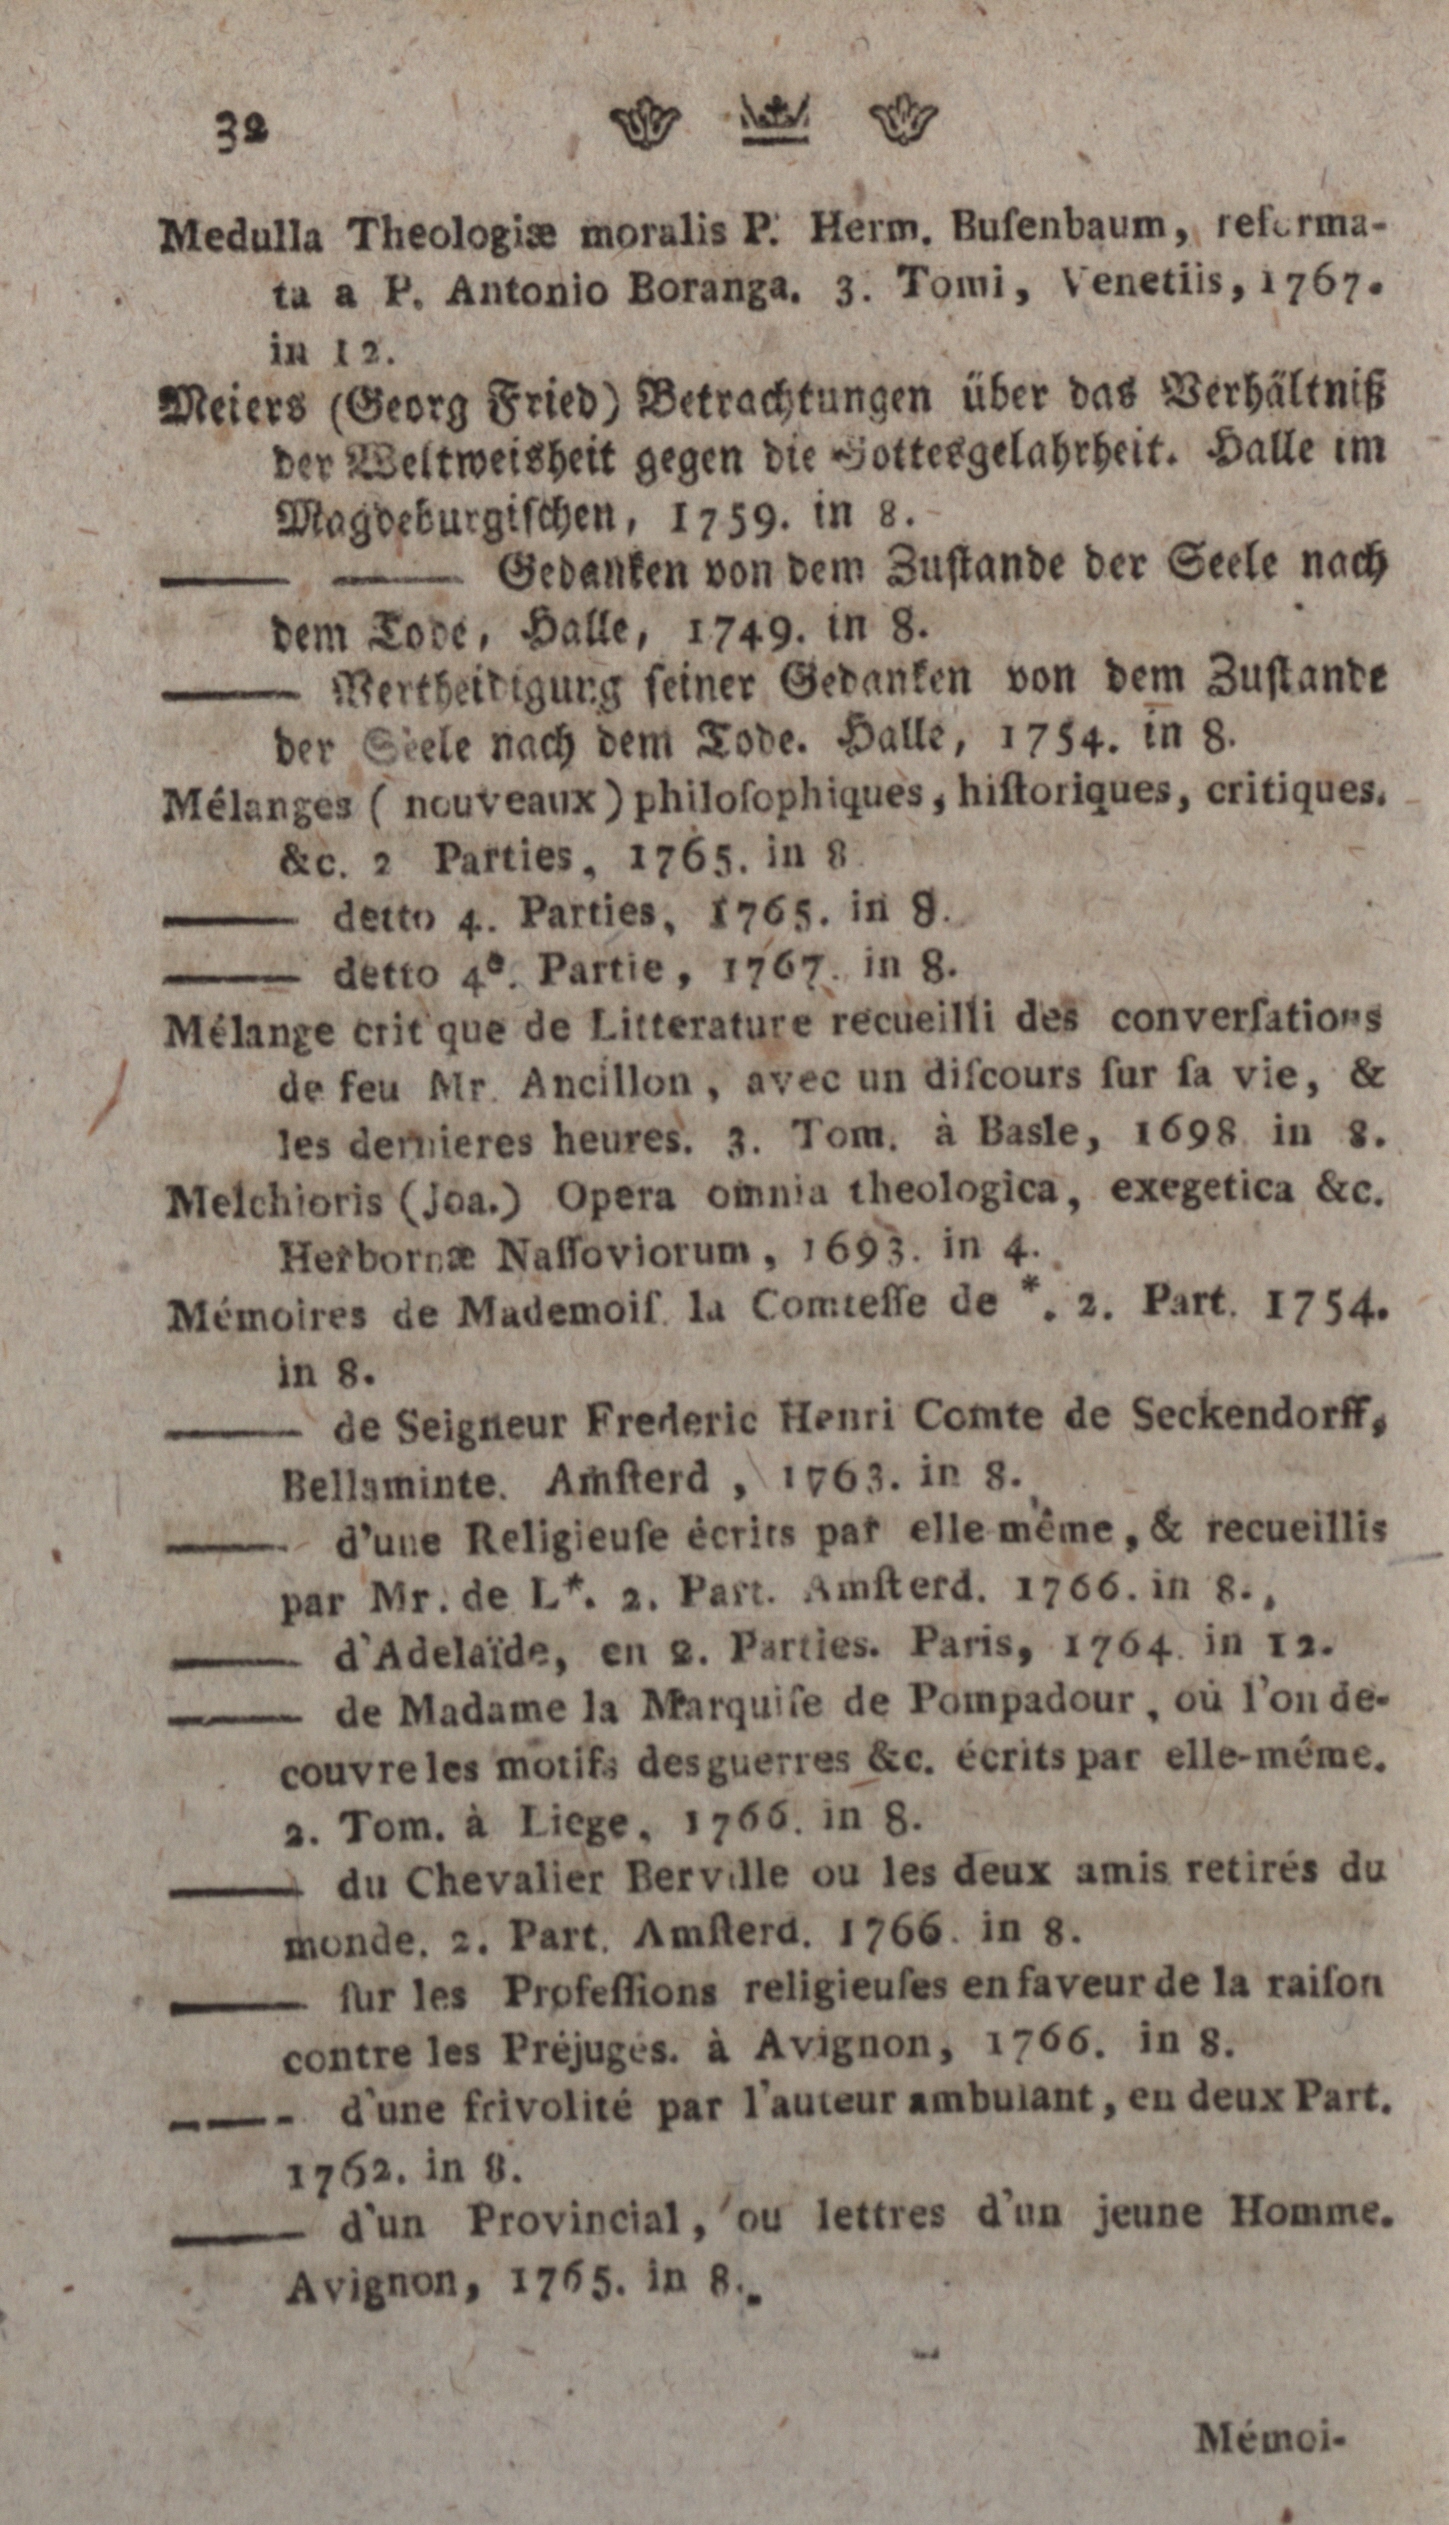 32
Medulla Theologiæ moralis P. Herm. Buſenbaum, reforma-
ta a P. Antonio Boranga. 3. Tomi, Venetiis, 1767.
in 12.
Meiers (Georg Fried) Betrachtungen über das Verhältniß
der Weltweisheit gegen die Gottesgelahrheit. Halle im
Magdeburgiſchen, 1759. in 8.
—— —— Gedanken von dem Zuſtande der Seele nach
dem Tode, Halle, 1749. in 8.
—— Vertheidigung ſeiner Gedanken von dem Zuſtande
der Seele nach dem Tode. Halle, 1754. in 8.
Mélanges ( nouveaux ) philoſophiques, hiſtoriques, critiques.
&c. 2 Parties, 1765. in 8
—— detto 4. Parties, 1765. in 8.
—— detto 4e. Partie, 1767. in 8.
Mélange crit que de Litterature recueilli des converſations
de feu Mr. Ancillon, avec un diſcours ſur ſa vie, &
les dernieres heures. 3. Tom. à Basle, 1698 in 8.
Melchioris (Joa.) Opera omnia theologica, exegetica &c.
Herbornæ Naſſoviorum, 1693. in 4.
Mémoires de Mademoiſ. la Comteſſe de *. 2. Part. 1754.
in 8.
—— de Seigneur Frederic Henri Comte de Seckendorff,
Bellaminte. Amſterd, 1763. in 8.
—— d'une Religieuſe écrits par elle même, & recueillis
par Mr. de L*. 2. Part. Amſterd. 1766. in 8.
—— d'Adelaïde, en 2. Parties. Paris, 1764. in 12.
—— de Madame la Marquiſe de Pompadour, où l'on de-
couvre les motifs des guerres &c. écrits par elle-même.
2. Tom. à Liege, 1766. in 8.
—— du Chevalier Berville ou les deux amis retirés du
monde. 2. Part. Amſterd. 1766. in 8.
—— ſur les Profeſſions religieuſes en faveur de la raiſon
contre les Préjugés. à Avignon, 1766. in 8.
—— d'une frivolité par l'auteur ambulant, en deux Part.
1762. in 8.
—— d'un Provincial, ou lettres d'un jeune Homme.
Avignon, 1765. in 8.
Mémoi-